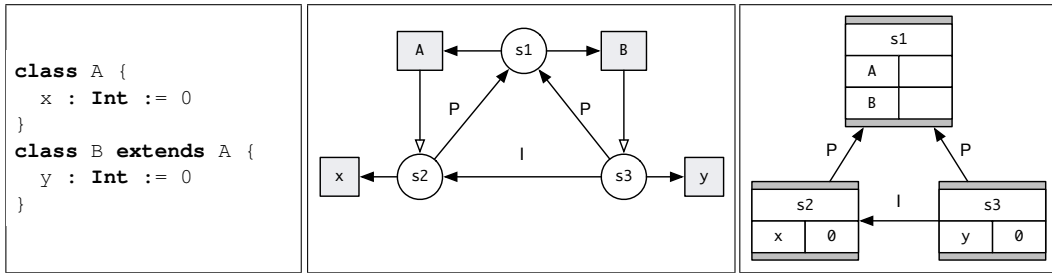 class A {
x : Int := 0
}
class B extends A {
y : Int := 0
}
A
s1
B
P
P
I
x
s2
s3
y
s1
A
B
P
P
I
s2
x 0
s3
y 0